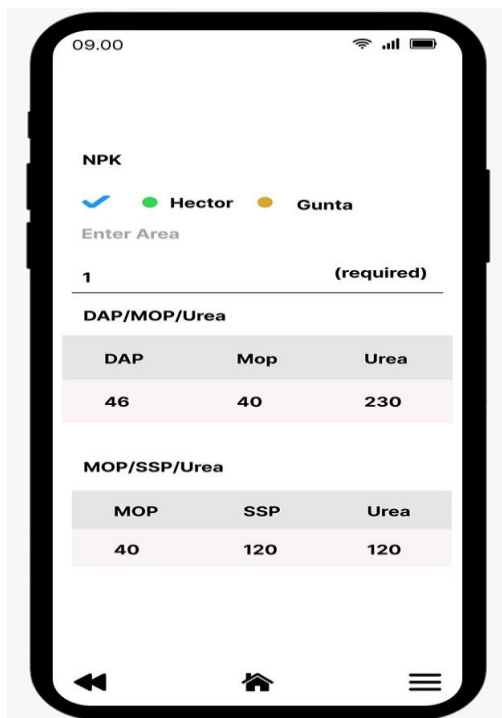 09.00
NPK
Hector Gunta
Enter Area
1 (required)
DAP/MOP/Urea
DAP Mop Urea
46 40 230
MOP/SSP/Urea
MOP SSP Urea
40 120 120